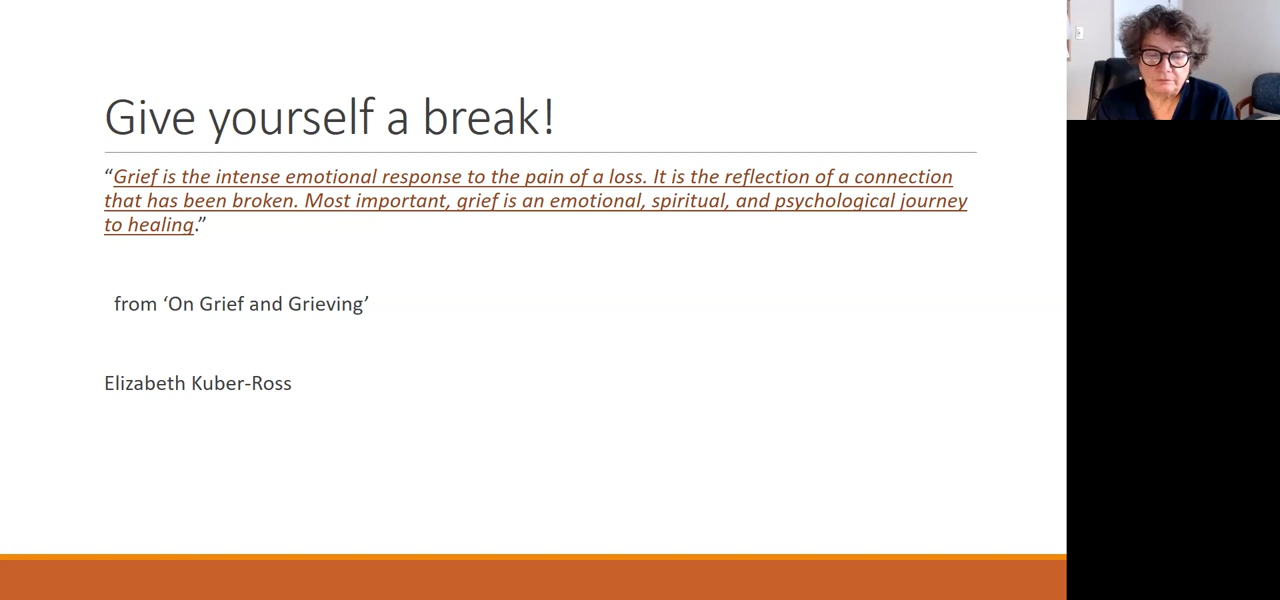 Give yourself a break!
“Grief is the intense emotional response to the pain of a loss. It is the reflection of a connection
that has been broken. Most important, grief is an emotional, spiritual, and psychological journey
to healing.”
from ‘On Grief and Grieving’
Elizabeth Kuber-Ross